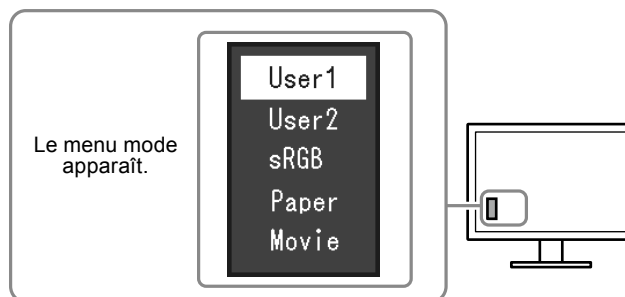 Le menu mode
apparaît.
User1
User2
sRGB
Paper
Movie